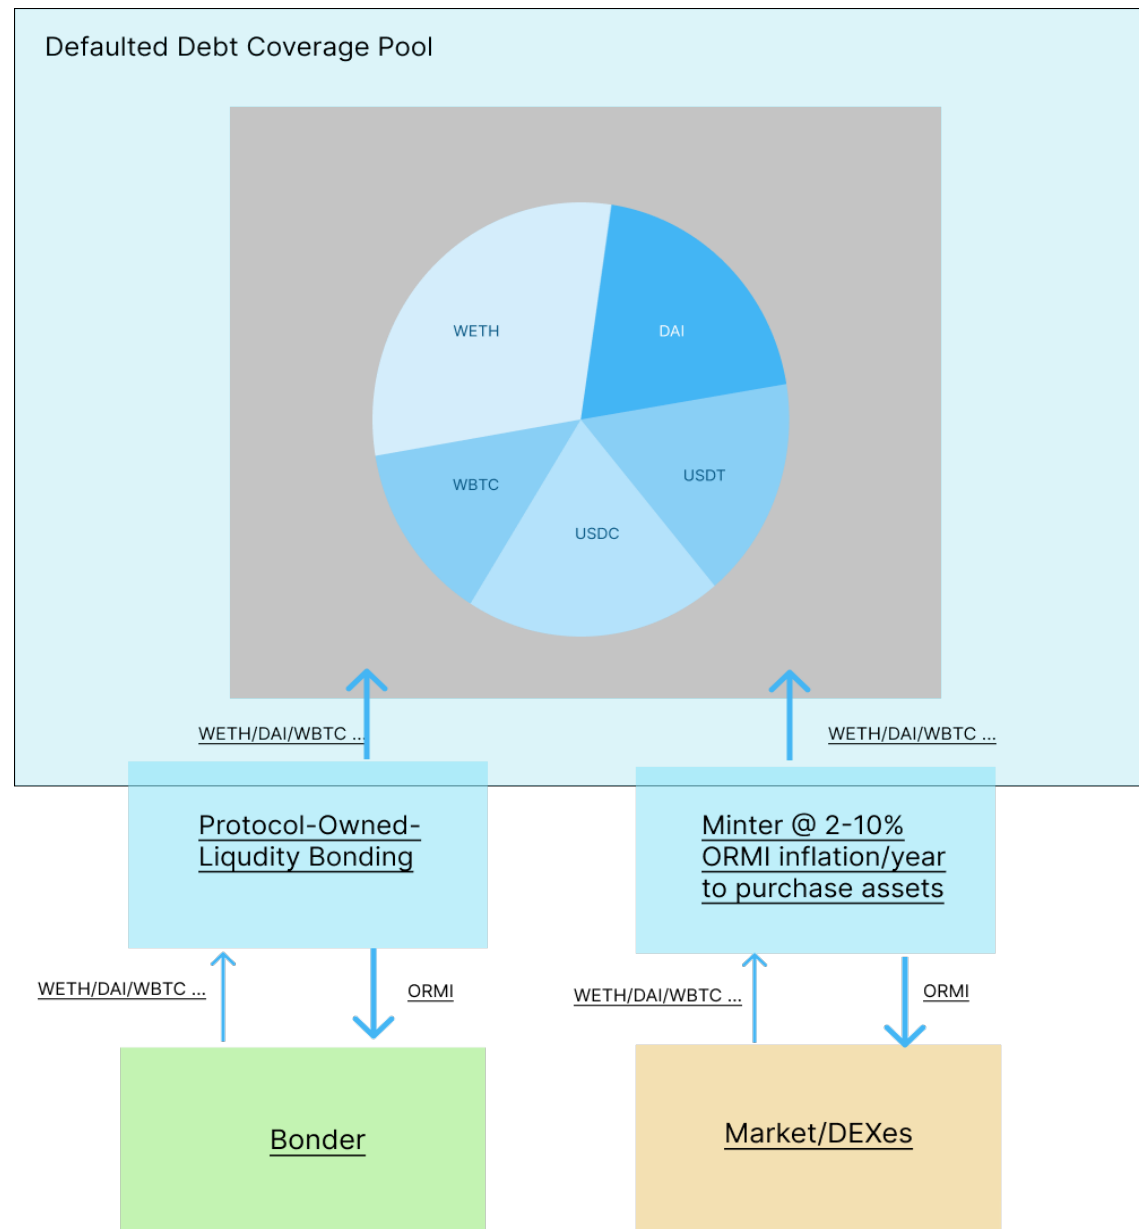 Defaulted Debt Coverage Pool
WETH
DAI
WBTC
USDT
USDC
WETH/DAI/WBTC ...
WETH/DAI/WBTC ...
Protocol-Owned-
Liqudity Bonding
Minter @ 2-10%
ORMI inflation/year
to purchase assets
WETH/DAI/WBTC ...
ORMI
WETH/DAI/WBTC ...
ORMI
Bonder
Market/DEXes